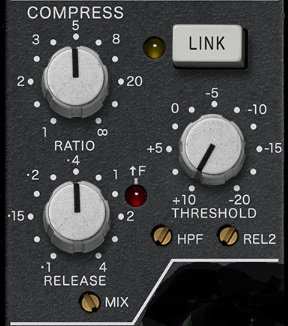 COMPRESS
5
3 8
2 20
1 ∞
RATIO
LINK
-5
0 -10
+5 -15
+10 -20
THRESHOLD
↑F
·4
·2 1
·15 2
·1 4
RELEASE
HPF REL2
MIX